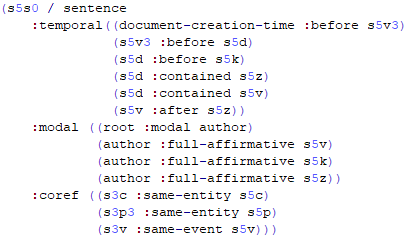 (s5s0 / sentence
:temporal((document-creation-time :before s5v3)
(s5v3 :before s5d)
(s5d :before s5k)
(s5d :contained s5z)
(s5d :contained s5v)
(s5v :after s5z))
:modal ((root :modal author)
(author :full-affirmative s5v)
(author :full-affirmative s5k)
(author :full-affirmative s5z))
:coref ((s3c :same-entity s5c)
(s3p3 :same-entity s5p)
(s3v :same-event s5v)))